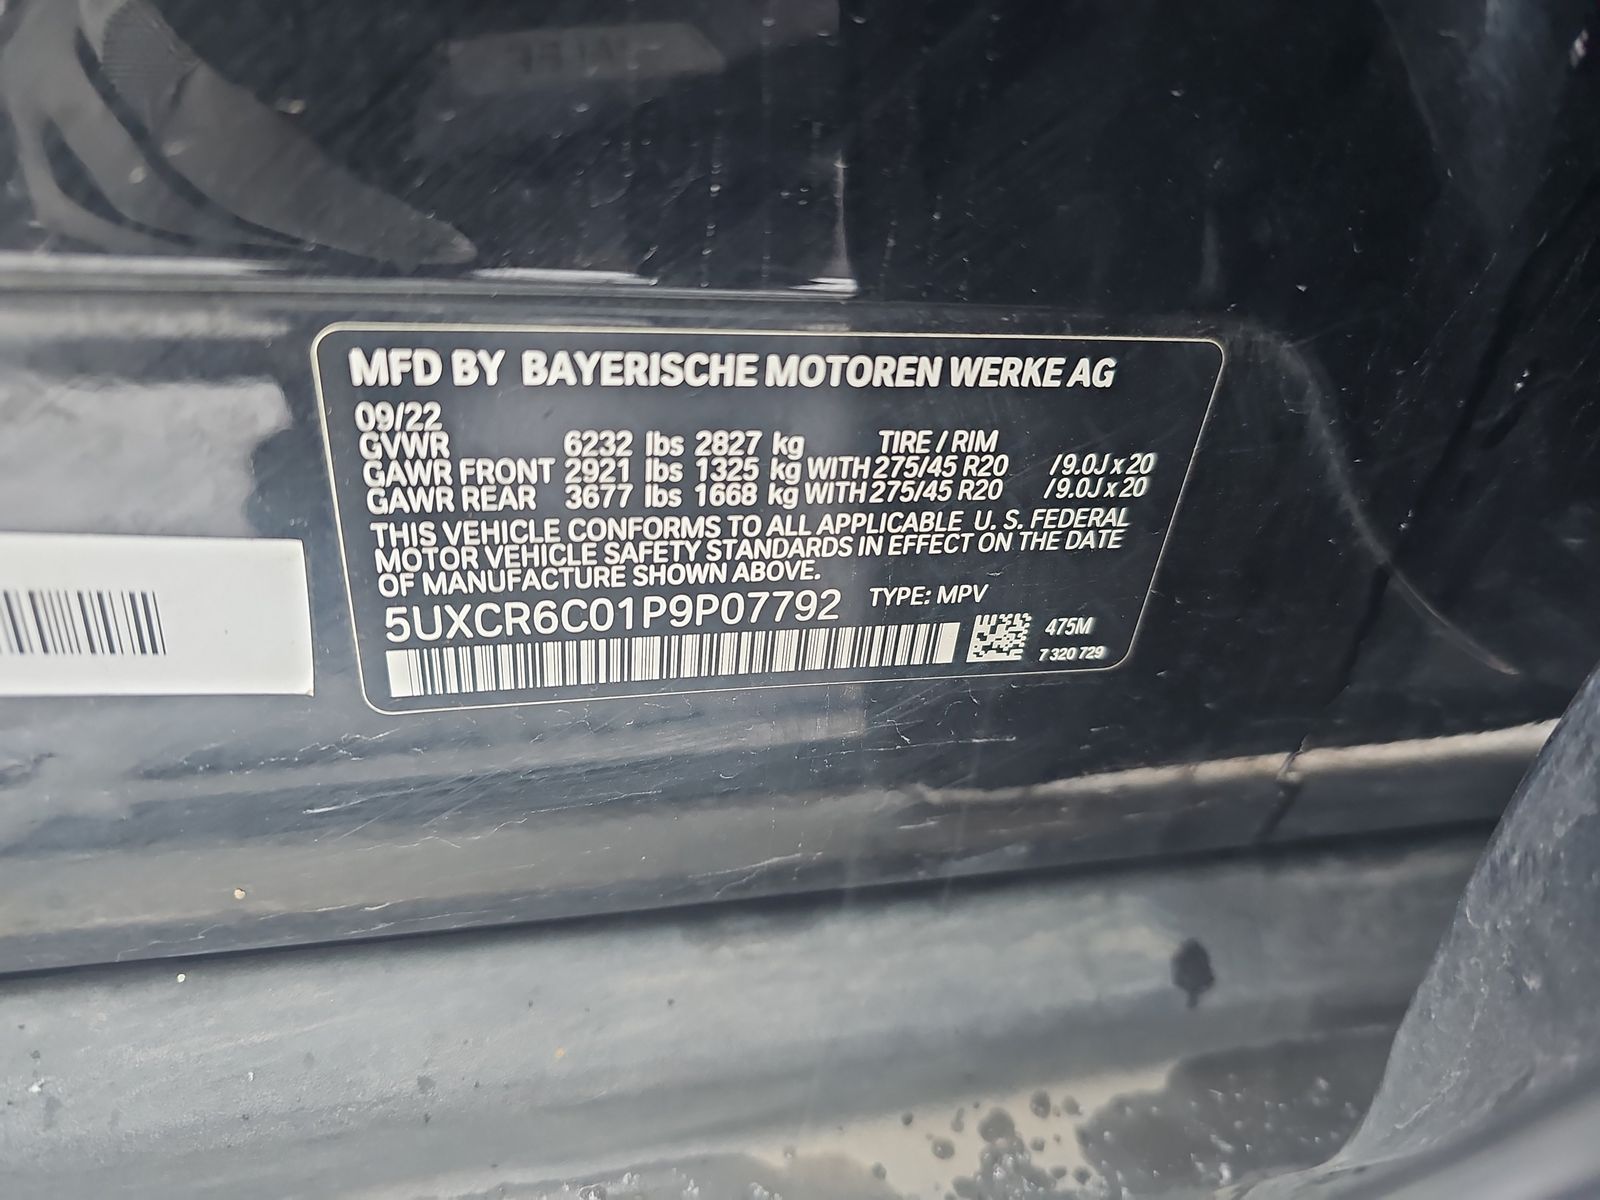 MFD BY BAYERISCHE MOTOREN WERKE AG
09/22
GVWR 6232 lbs 2827 kg TIRE / RIM
GAWR FRONT 2921 lbs 1325 kg WITH 275/45 R20 / 9.0J x 20
GAWR REAR 3677 lbs 1668 kg WITH 275/45 R20 / 9.0J x 20
THIS VEHICLE CONFORMS TO ALL APPLICABLE U. S. FEDERAL
MOTOR VEHICLE SAFETY STANDARDS IN EFFECT ON THE DATE
OF MANUFACTURE SHOWN ABOVE.
5UXCR6C01P9P07792 TYPE: MPV
475M
7 320 729